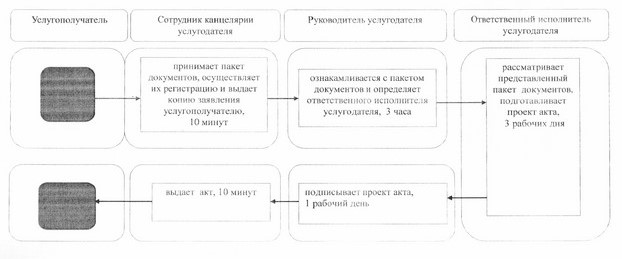 Услугополучатель
Сотрудник канцелярии
услугодателя
Руководитель услугодателя
Ответственный исполнитель
услугодателя
принимает пакет
документов, осуществляет
их регистрацию и выдает
копию заявления
услугополучателю,
10 минут
ознакамливается с пакетом
документов и определяет
ответственного исполнителя
услугодателя, 3 часа
рассматривает
представленный
пакет документов,
подготавливает
проект акта,
3 рабочих дня
выдает акт, 10 минут
подписывает проект акта,
1 рабочий день